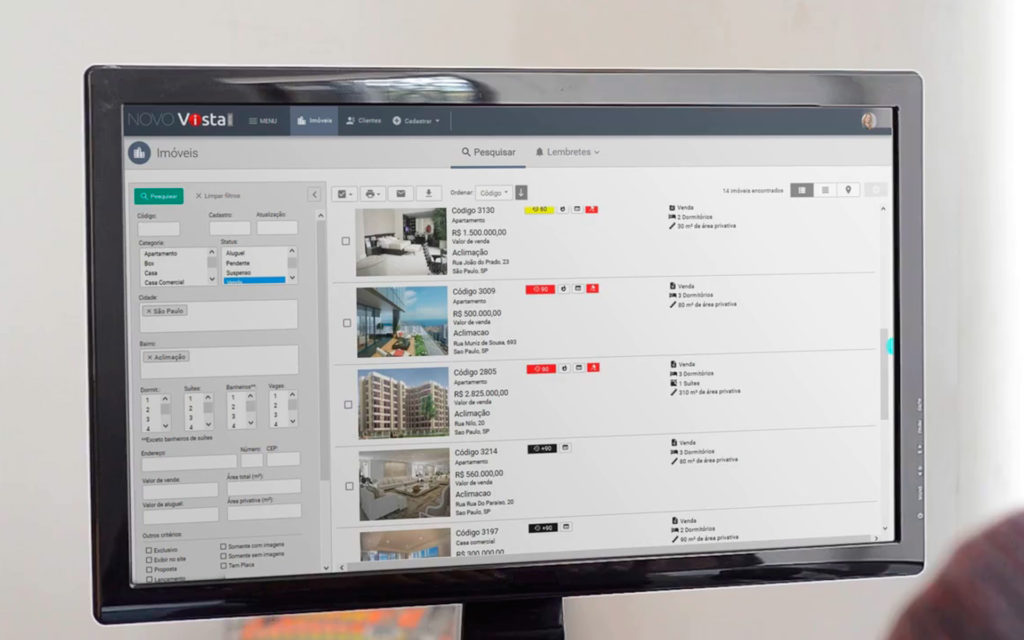 NOVO Vista
MENU
Imóveis
Clientes
Cadastrar
Imóveis
Pesquisar
Lembretes
Pesquisar
Limpar filtros
Ordenar
Código
14 imóveis encontrados
Código:
Cadastro:
Atualização
Categoria:
Status:
Apartamento
Box
Casa
Casa Comercial
Aluguel
Pendente
Suspenso
Venda
Cidade:
× São Paulo
Bairro:
× Aclimação
Dormit.:
Suítes:
Banheiros**:
Vagas:
1
2
3
4
1
2
3
4
1
2
3
4
1
2
3
4
**Exceto banheiros de suítes
Endereço:
Número:
CEP:
Valor de venda:
Área total (m²):
Valor de aluguel:
Área privativa (m²):
Outros critérios:
Exclusivo
Exibir no site
Proposta
Lançamento
Somente com imagens
Somente sem imagens
Tem Placa
Código 3130
Apartamento
R$ 1.500.000,00
Valor de venda
Aclimação
Rua João do Prado, 23
São Paulo, SP
60
Venda
2 Dormitórios
30 m² de área privativa
Código 3009
Apartamento
R$ 500.000,00
Valor de venda
Aclimacao
Rua Muniz de Sousa, 693
Sao Paulo, SP
90
Venda
3 Dormitórios
80 m² de área privativa
Código 2805
Apartamento
R$ 2.825.000,00
Valor de venda
Aclimação
Rua Nilo, 20
Sao Paulo, SP
90
Venda
3 Dormitórios
1 Suítes
310 m² de área privativa
Código 3214
Apartamento
R$ 560.000,00
Valor de venda
Aclimacao
Rua Rua Do Paraiso, 20
Sao Paulo, SP
+90
Venda
3 Dormitórios
60 m² de área privativa
Código 3197
Casa comercial
R$ 300.000,00
+90
Venda
2 Dormitórios
90 m² de área privativa